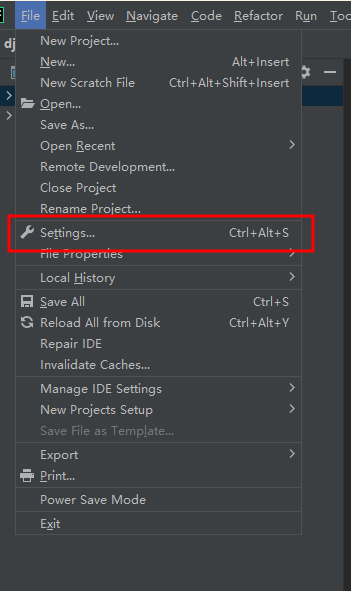 File Edit View Navigate Code Refactor Run Too
dj
New Project...
New... Alt+Insert
New Scratch File Ctrl+Alt+Shift+Insert
Open...
Save As...
Open Recent
Remote Development...
Close Project
Rename Project...
Settings... Ctrl+Alt+S
File Properties
Local History
Save All Ctrl+S
Reload All from Disk Ctrl+Alt+Y
Repair IDE
Invalidate Caches...
Manage IDE Settings
New Projects Setup
Save File as Template...
Export
Print...
Power Save Mode
Exit